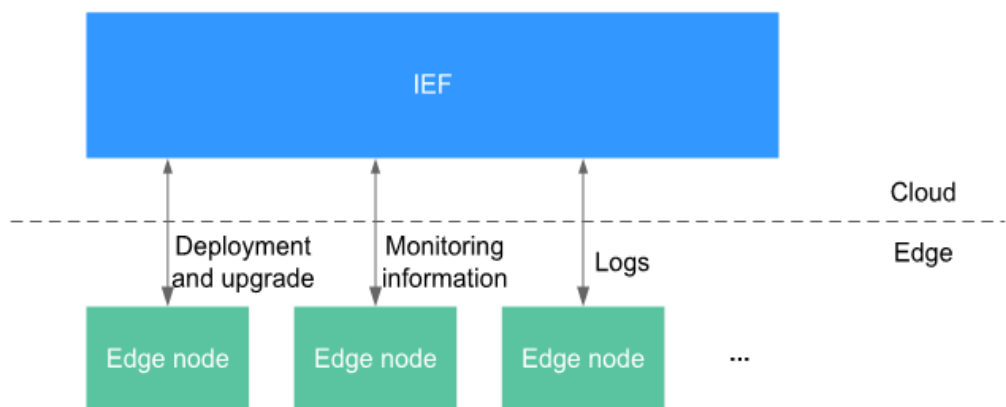 IEF
Cloud
Edge
Deployment
and upgrade
Monitoring
information
Logs
Edge node
Edge node
Edge node
...